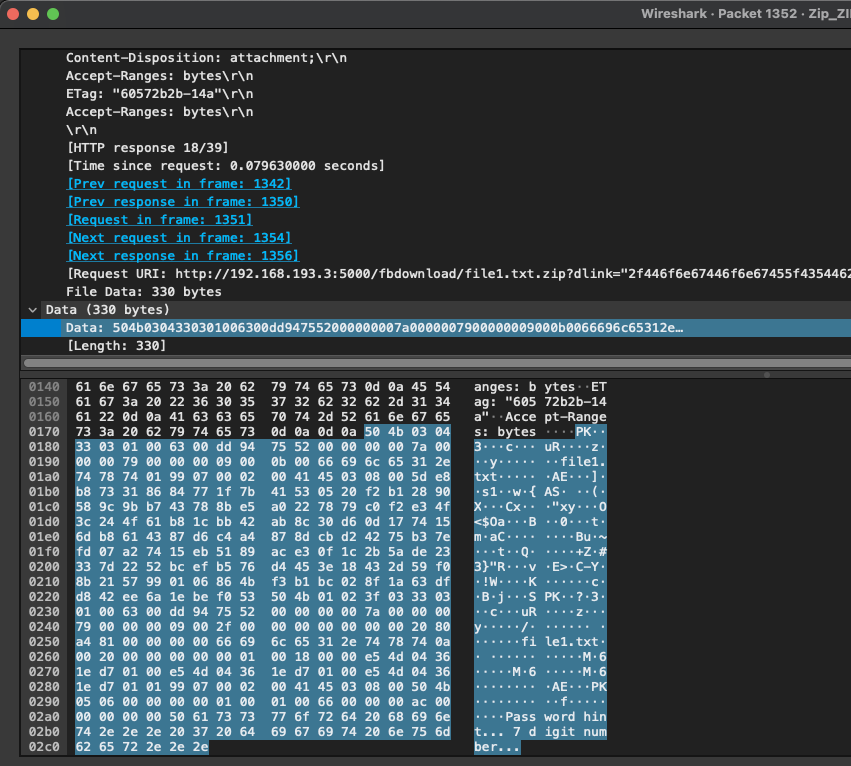 Wireshark · Packet 1352 · Zip_ZI
Content-Disposition: attachment;\r\n
Accept-Ranges: bytes\r\n
ETag: "60572b2b-14a"\r\n
Accept-Ranges: bytes\r\n
\r\n
[HTTP response 18/39]
[Time since request: 0.079630000 seconds]
[Prev request in frame: 1342]
[Prev response in frame: 1350]
[Request in frame: 1351]
[Next request in frame: 1354]
[Next response in frame: 1356]
[Request URI: http://192.168.193.3:5000/fbdownload/file1.txt.zip?dlink="2f446f6e67446f6e67455f4354462
File Data: 330 bytes
Data (330 bytes)
Data: 504b0304330301006300dd947552000000007a0000007900000009000b0066696c65312e…
[Length: 330]
0140 61 6e 67 65 73 3a 20 62 79 74 65 73 0d 0a 45 54 anges: b ytes··ET
0150 61 67 3a 20 22 36 30 35 37 32 62 32 62 2d 31 34 ag: "605 72b2b-14
0160 61 22 0d 0a 41 63 63 65 70 74 2d 52 61 6e 67 65 a"··Acce pt-Range
0170 73 3a 20 62 79 74 65 73 0d 0a 0d 0a 50 4b 03 04 s: bytes ····PK··
0180 33 03 01 00 63 00 dd 94 75 52 00 00 00 00 7a 00 3···c··· uR····z·
0190 00 00 79 00 00 00 09 00 0b 00 66 69 6c 65 31 2e ··y····· ··file1.
01a0 74 78 74 01 99 07 00 02 00 41 45 03 08 00 5d e8 txt····· ·AE···]·
01b0 b8 73 31 86 84 77 1f 7b 41 53 05 20 f2 b1 28 90 ·s1··w·{ AS· ··(·
01c0 58 9c 9b b7 43 78 8b e5 a0 22 78 79 c0 f2 e3 4f X···Cx·· ·"xy···O
01d0 3c 24 4f 61 b8 1c bb 42 ab 8c 30 d6 0d 17 74 15 <$Oa···B ··0···t·
01e0 6d b8 61 43 87 d6 c4 a4 87 8d cb d2 42 75 b3 7e m·aC···· ····Bu·~
01f0 fd 07 a2 74 15 eb 51 89 ac e3 0f 1c 2b 5a de 23 ···t··Q· ····+Z·#
0200 33 7d 22 52 bc ef b5 76 d4 45 3e 18 43 2d 59 f0 3}"R···v ·E>·C-Y·
0210 8b 21 57 99 01 06 86 4b f3 b1 bc 02 8f 1a 63 df ·!W····K ······c·
0220 d8 42 ee 6a 1e be f0 53 50 4b 01 02 3f 03 33 03 ·B·j···S PK··?·3·
0230 01 00 63 00 dd 94 75 52 00 00 00 00 7a 00 00 00 ··c···uR ····z···
0240 79 00 00 00 09 00 2f 00 00 00 00 00 00 00 20 80 y·····/· ······ ·
0250 a4 81 00 00 00 00 66 69 6c 65 31 2e 74 78 74 0a ······fi le1.txt·
0260 00 20 00 00 00 00 00 01 00 18 00 00 e5 4d 04 36 · ······ ·····M·6
0270 1e d7 01 00 e5 4d 04 36 1e d7 01 00 e5 4d 04 36 ·····M·6 ·····M·6
0280 1e d7 01 01 99 07 00 02 00 41 45 03 08 00 50 4b ········ ·AE···PK
0290 05 06 00 00 00 00 01 00 01 00 66 00 00 00 ac 00 ········ ··f·····
02a0 00 00 00 00 50 61 73 73 77 6f 72 64 20 68 69 6e ····Pass word hin
02b0 74 2e 2e 2e 20 37 20 64 69 67 69 74 20 6e 75 6d t... 7 d igit num
02c0 62 65 72 2e 2e 2e ber...